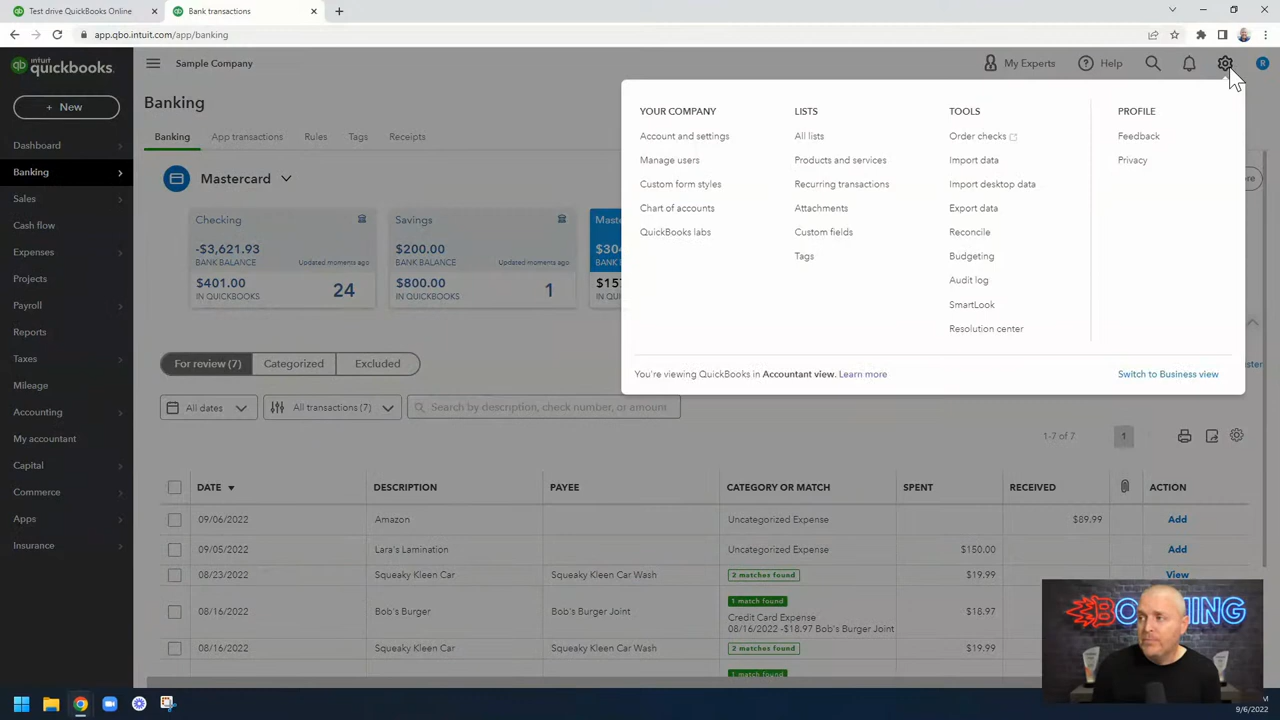 Test drive QuickBooks Online
Bank transactions
app.qbo.intuit.com/app/banking
intuit quickbooks
Sample Company
My Experts
Help
R
+ New
Dashboard
Banking
Sales
Cash flow
Expenses
Projects
Payroll
Reports
Taxes
Mileage
Accounting
My accountant
Capital
Commerce
Apps
Insurance
Banking
Banking App transactions Rules Tags Receipts
Mastercard
Checking
-$3,621.93
BANK BALANCE Updated moments ago
$401.00
IN QUICKBOOKS 24
Savings
$200.00
BANK BALANCE Updated moments ago
$800.00
IN QUICKBOOKS 1
YOUR COMPANY
Account and settings
Manage users
Custom form styles
Chart of accounts
QuickBooks labs
LISTS
All lists
Products and services
Recurring transactions
Attachments
Custom fields
Tags
TOOLS
Order checks
Import data
Import desktop data
Export data
Reconcile
Budgeting
Audit log
SmartLook
Resolution center
PROFILE
Feedback
Privacy
You're viewing QuickBooks in Accountant view. Learn more
Switch to Business view
For review (7) Categorized Excluded
All dates All transactions (7) Search by description, check number, or amount
1-7 of 7 1
DATE DESCRIPTION PAYEE CATEGORY OR MATCH SPENT RECEIVED ACTION
09/06/2022 Amazon Uncategorized Expense $89.99 Add
09/05/2022 Lara's Lamination Uncategorized Expense $150.00 Add
08/23/2022 Squeaky Kleen Car Squeaky Kleen Car Wash 2 matches found $19.99 View
08/16/2022 Bob's Burger Bob's Burger Joint 1 match found $18.97
Credit Card Expense
08/16/2022 -$18.97 Bob's Burger Joint
08/16/2022 Squeaky Kleen Car Squeaky Kleen Car Wash 2 matches found $19.99
1 match found
9/6/2022